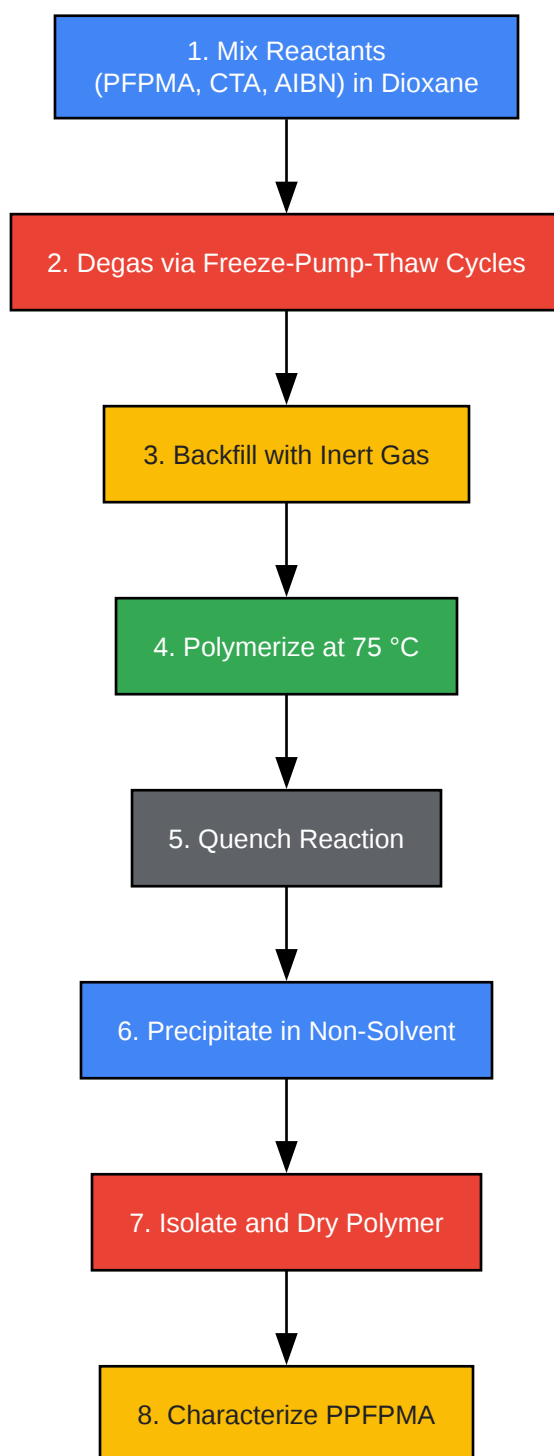 1. Mix Reactants
(PFPMA, CTA, AIBN) in Dioxane
2. Degas via Freeze-Pump-Thaw Cycles
3. Backfill with Inert Gas
4. Polymerize at 75 °C
5. Quench Reaction
6. Precipitate in Non-Solvent
7. Isolate and Dry Polymer
8. Characterize PPFPMA